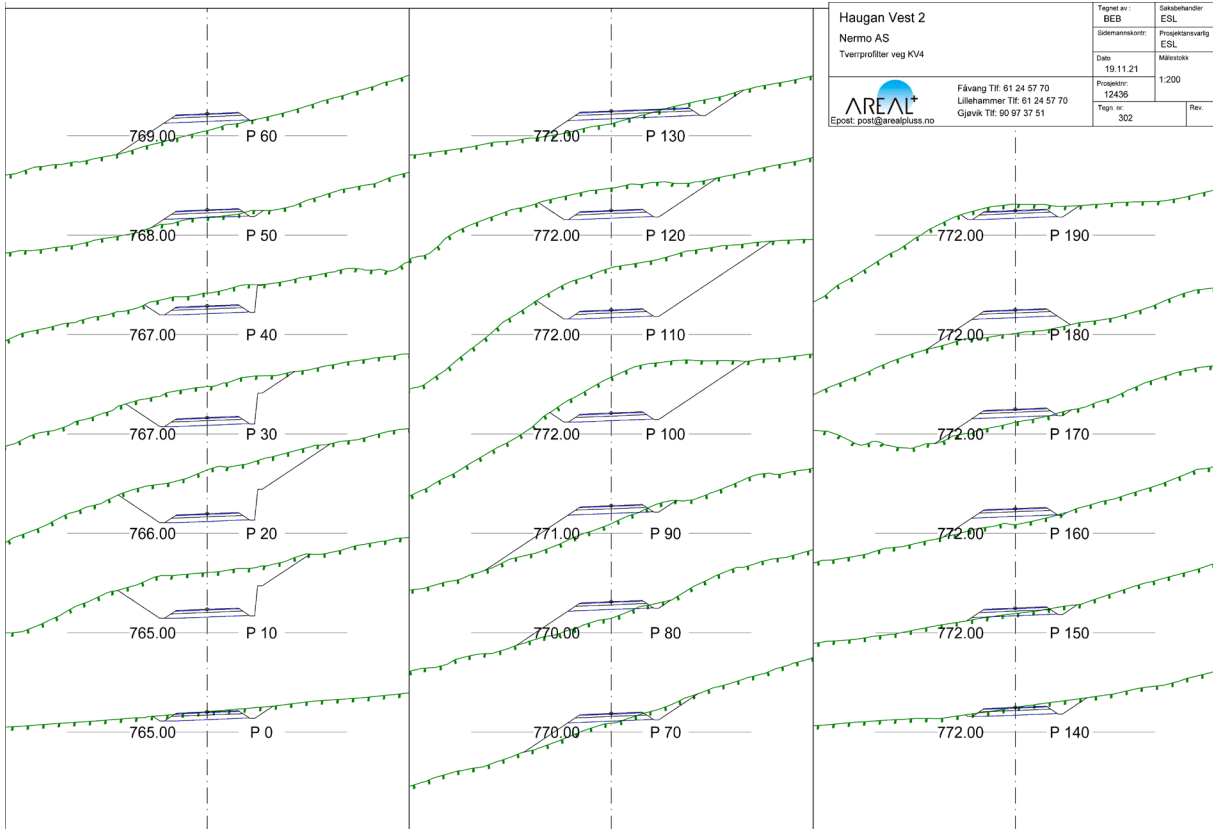 Haugan Vest 2
Nermo AS
Tverrprofilter veg KV4
Tegnet av :
BEB
Saksbehandler
ESL
Sidemannskontr:
Prosjektansvarlig
ESL
Dato
19.11.21
Målestokk
1:200
Prosjektnr:
12436
Tegn. nr:
302
Rev.
AREAL+
Epost: post@arealpluss.no
Fåvang Tlf: 61 24 57 70
Lillehammer Tlf: 61 24 57 70
Gjøvik Tlf: 90 97 37 51
769.00 P 60
768.00 P 50
767.00 P 40
767.00 P 30
766.00 P 20
765.00 P 10
765.00 P 0
772.00 P 130
772.00 P 120
772.00 P 110
772.00 P 100
771.00 P 90
770.00 P 80
770.00 P 70
772.00 P 190
772.00 P 180
772.00 P 170
772.00 P 160
772.00 P 150
772.00 P 140